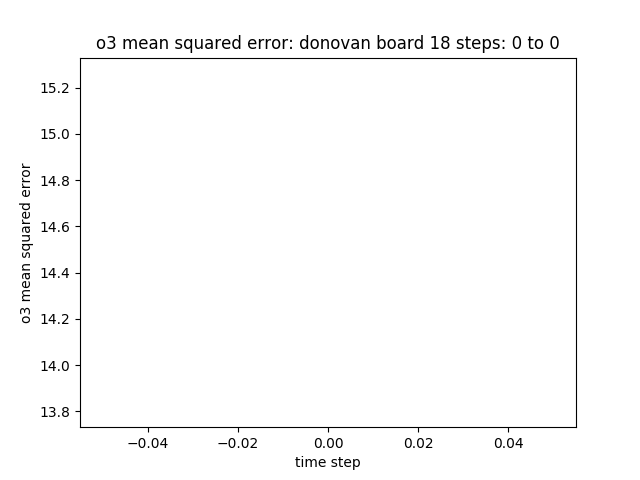 o3 mean squared error: donovan board 18 steps: 0 to 0
15.2
15.0
14.8
14.6
14.4
14.2
14.0
13.8
o3 mean squared error
−0.04 −0.02 0.00 0.02 0.04
time step